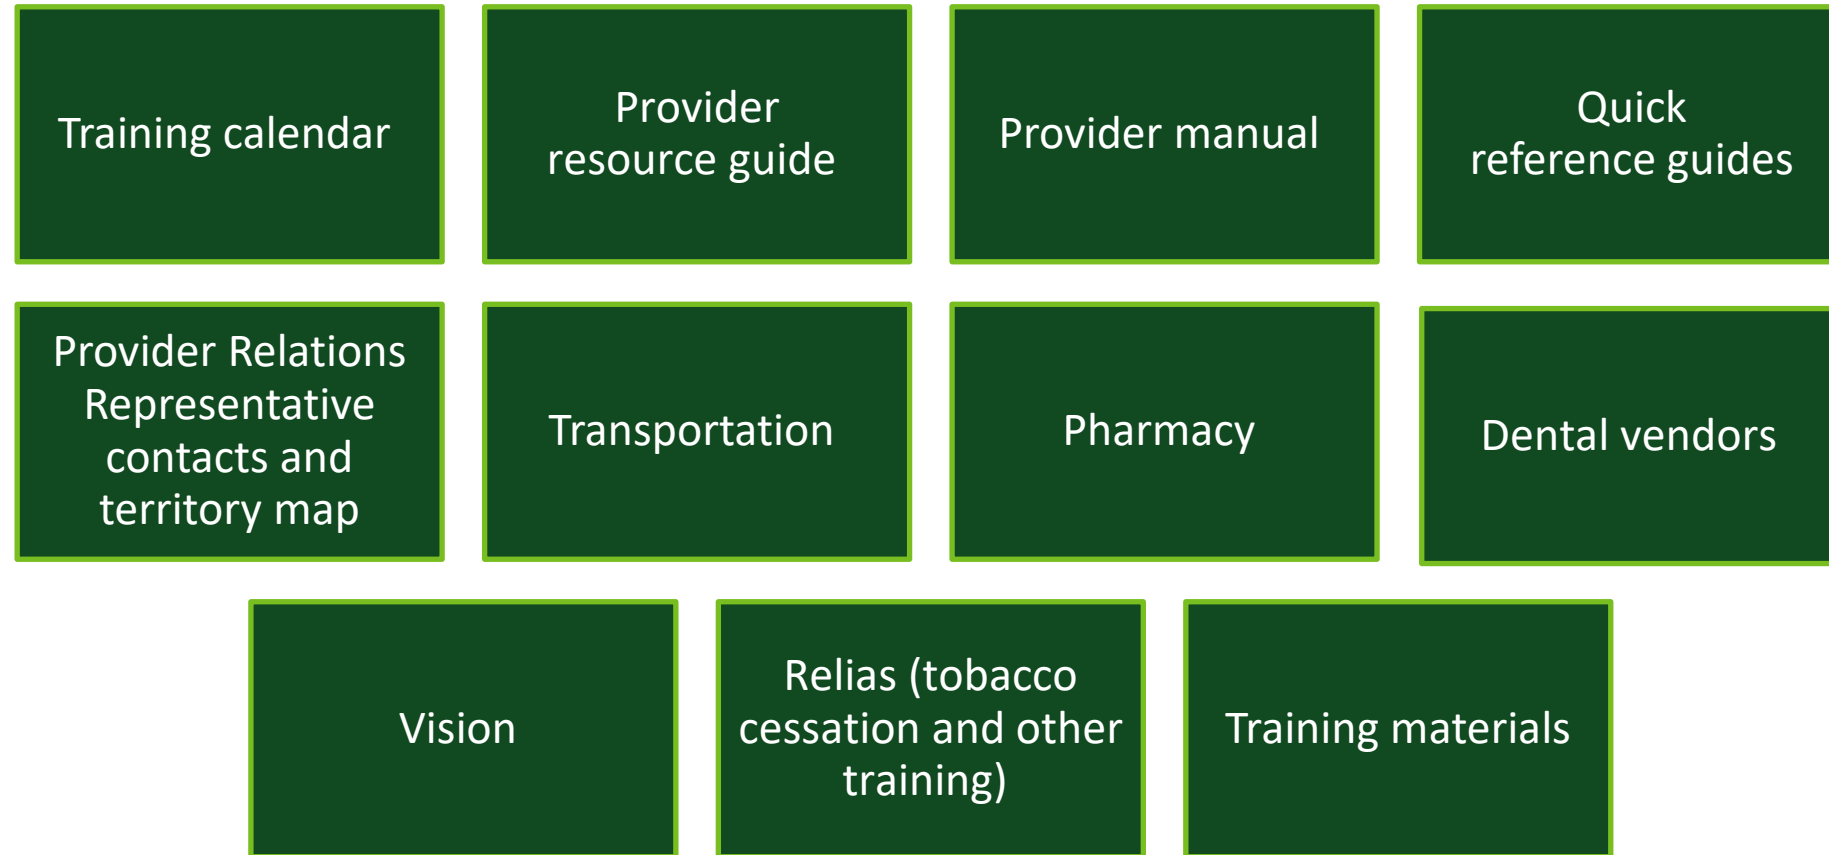 Training calendar
Provider
resource guide
Provider manual
Quick
reference guides
Provider Relations
Representative
contacts and
territory map
Transportation
Pharmacy
Dental vendors
Vision
Relias (tobacco
cessation and other
training)
Training materials